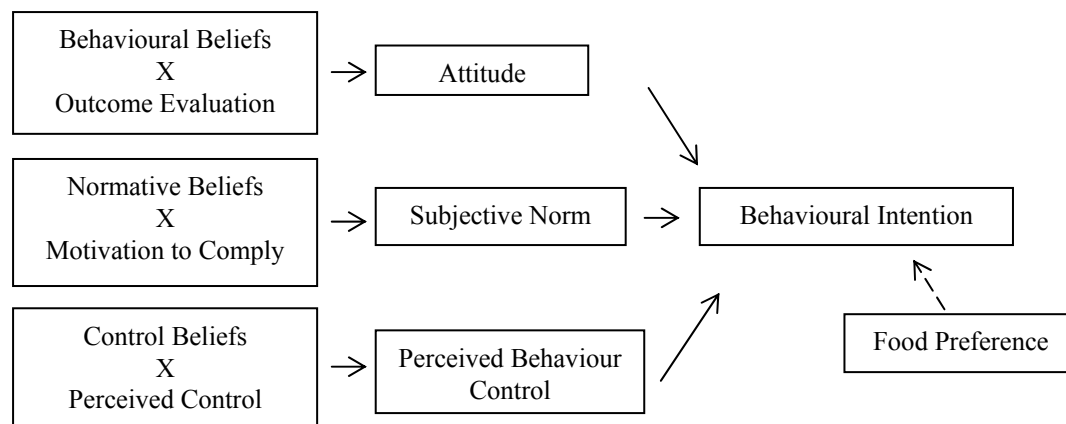 Behavioural Beliefs
X
Outcome Evaluation
Attitude
Normative Beliefs
X
Motivation to Comply
Subjective Norm
Behavioural Intention
Control Beliefs
X
Perceived Control
Perceived Behaviour
Control
Food Preference